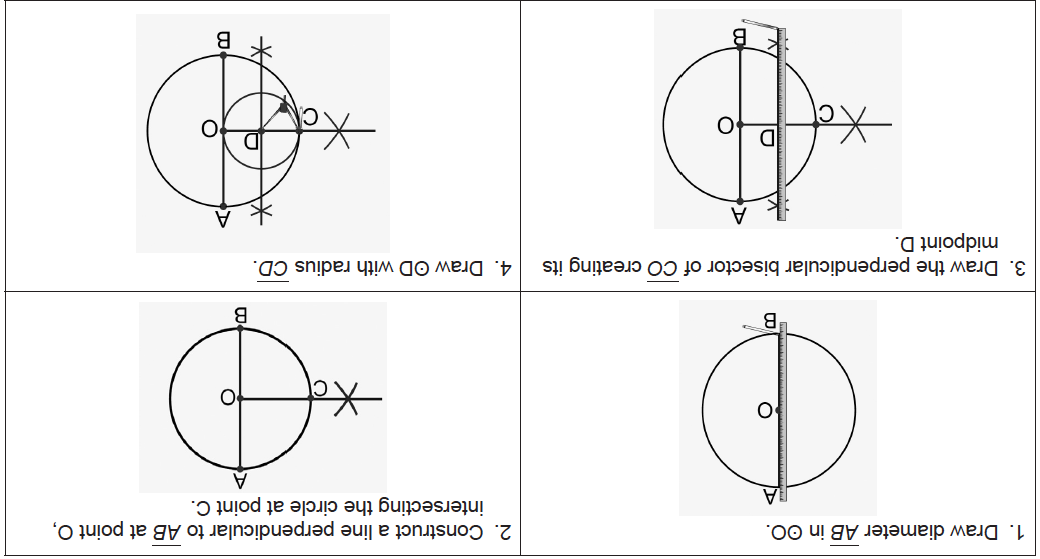 1. Draw diameter AB in ⊙O.
A
O
B
2. Construct a line perpendicular to AB at point O,
intersecting the circle at point C.
A
C O
B
3. Draw the perpendicular bisector of CO creating its
midpoint D.
A
C D O
B
4. Draw ⊙D with radius CD.
A
C D O
B